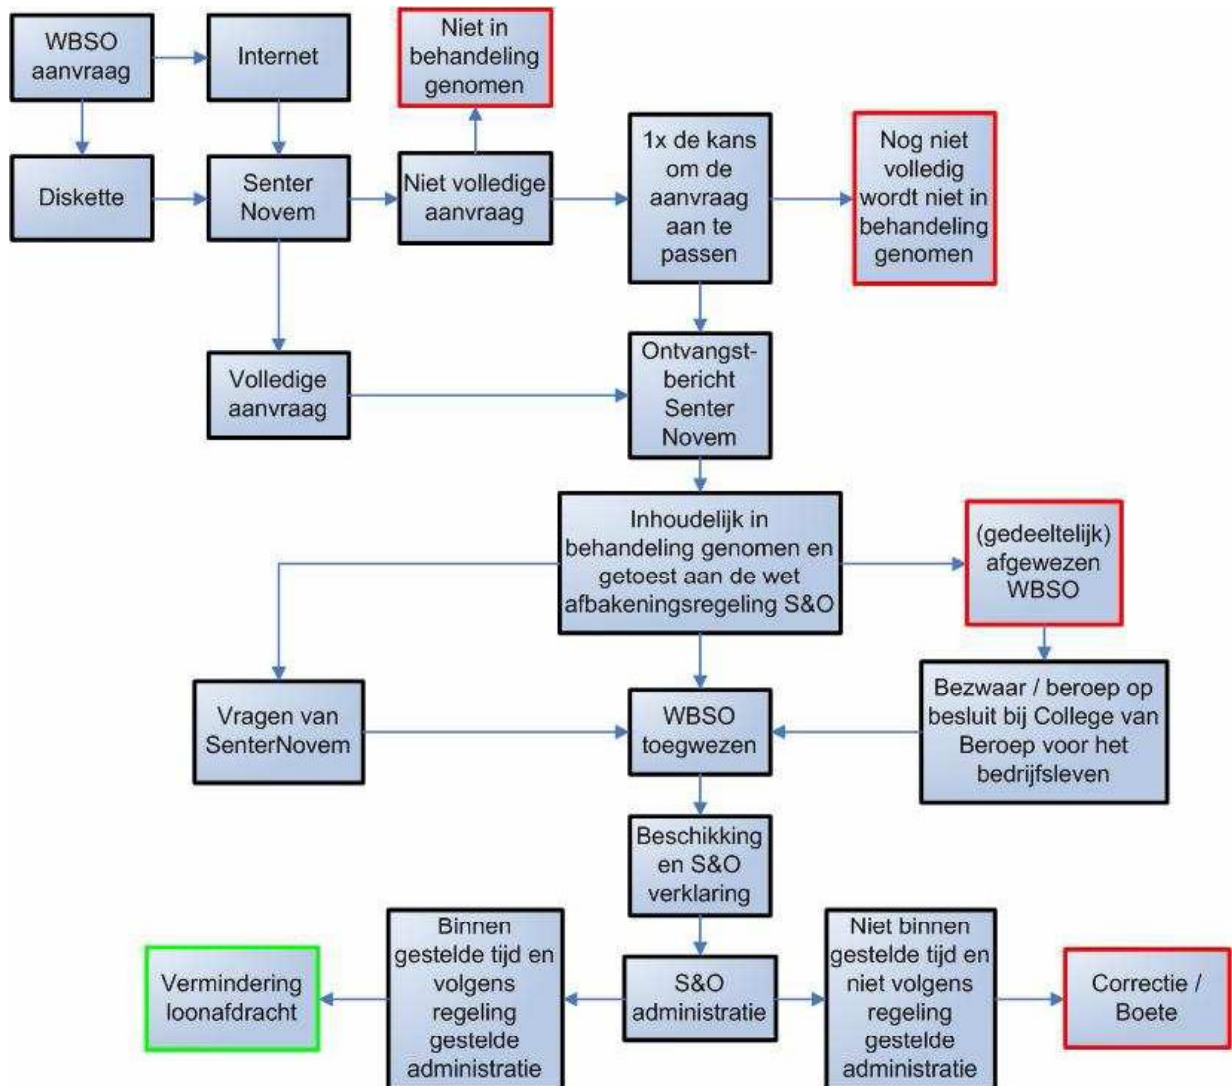 WBSO
aanvraag
Internet
Niet in
behandeling
genomen
Diskette
Senter
Novem
Niet volledige
aanvraag
1x de kans
om de
aanvraag
aan te
passen
Nog niet
volledig
wordt niet in
behandeling
genomen
Volledige
aanvraag
Ontvangst-
bericht
Senter
Novem
Inhoudelijk in
behandeling genomen en
getoest aan de wet
afbakeningsregeling S&O
(gedeeltelijk)
afgewezen
WBSO
Vragen van
SenterNovem
WBSO
toegwezen
Bezwaar / beroep op
besluit bij College van
Beroep voor het
bedrijfsleven
Beschikking
en S&O
verklaring
Vermindering
loonafdracht
Binnen
gestelde tijd en
volgens
regeling
gestelde
administratie
S&O
administratie
Niet binnen
gestelde tijd en
niet volgens
regeling
gestelde
administratie
Correctie /
Boete